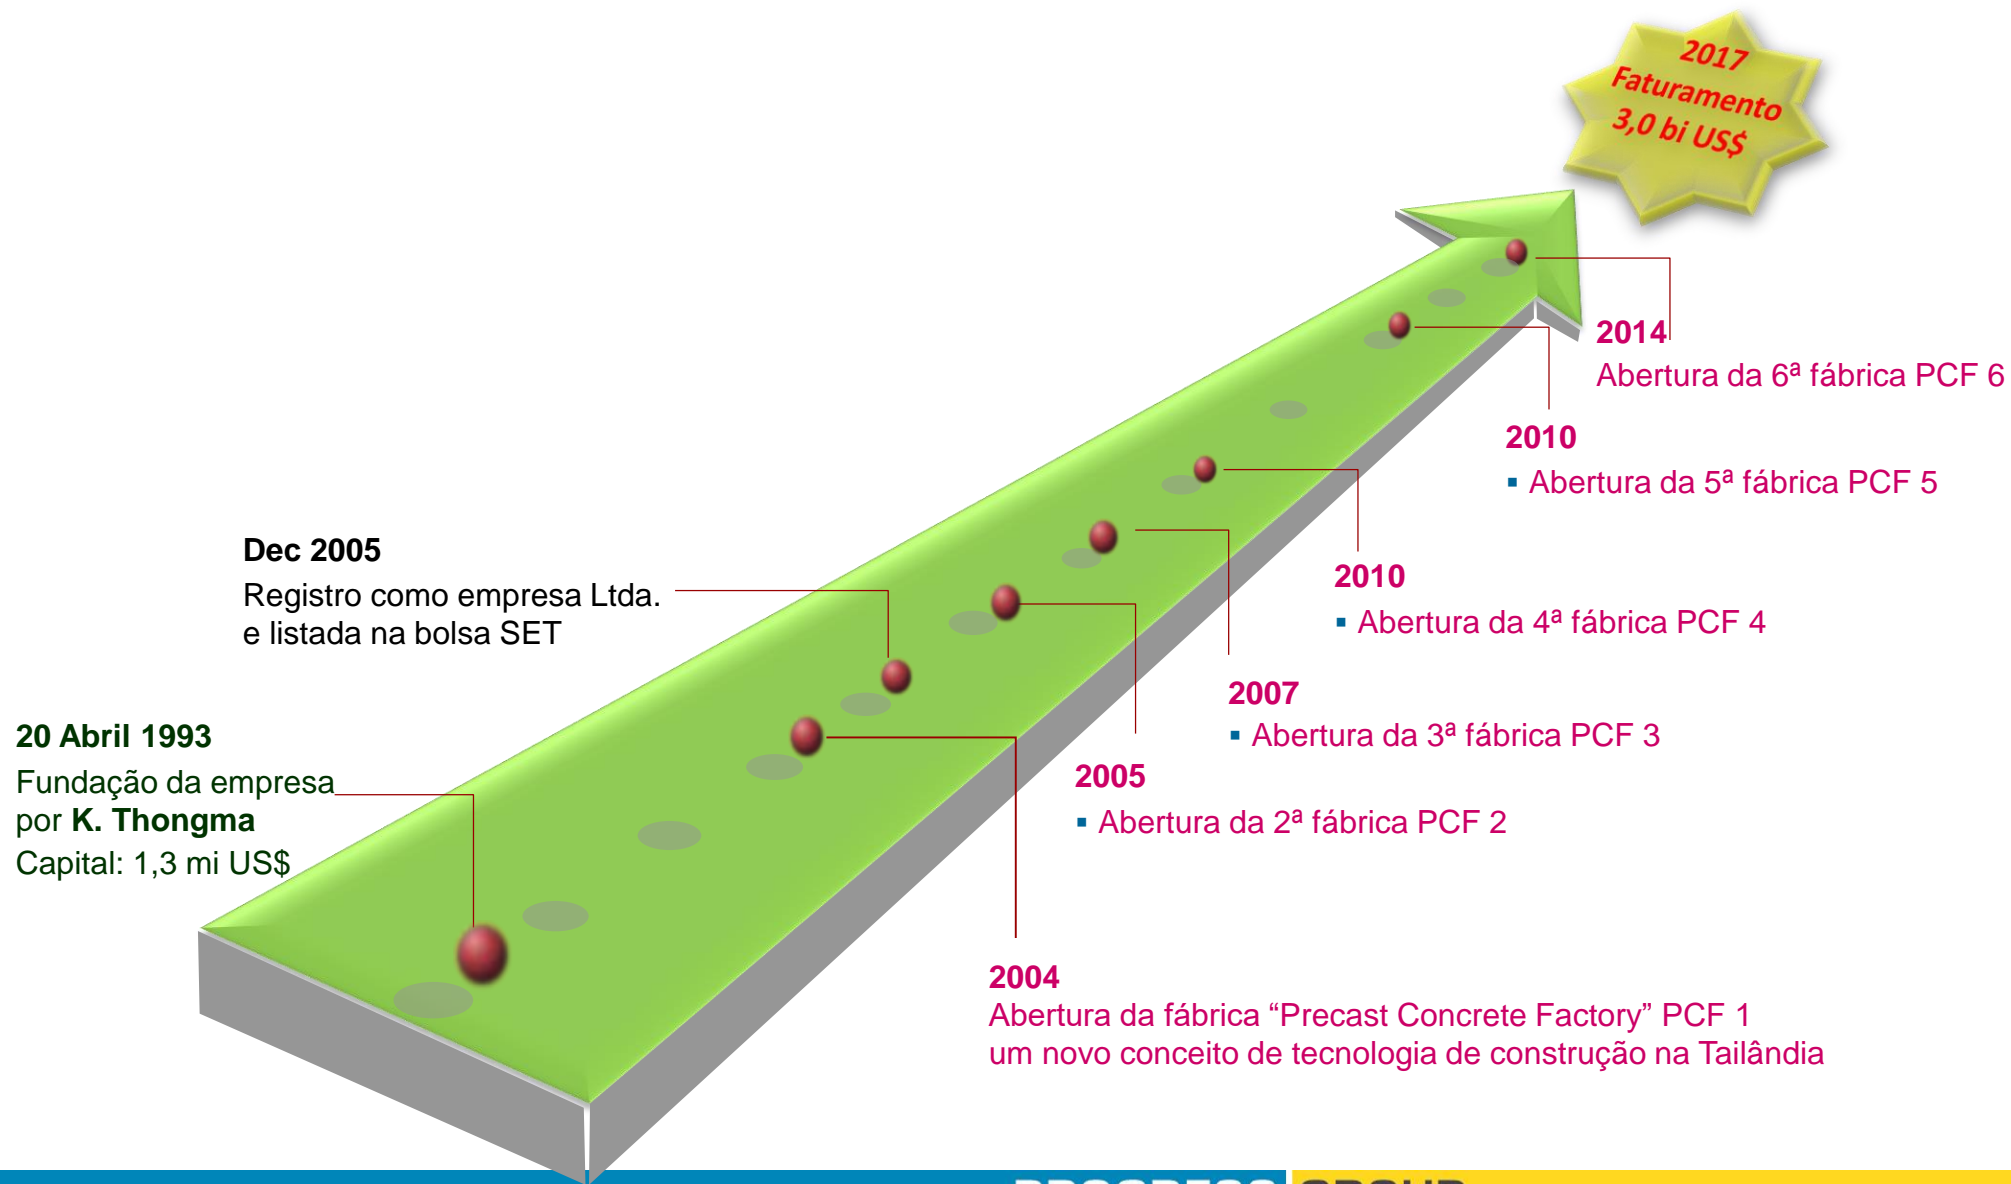 2017
Faturamento
3,0 bi US$
2014
Abertura da 6ª fábrica PCF 6
2010
▪ Abertura da 5ª fábrica PCF 5
Dec 2005
Registro como empresa Ltda.
e listada na bolsa SET
2010
▪ Abertura da 4ª fábrica PCF 4
2007
▪ Abertura da 3ª fábrica PCF 3
20 Abril 1993
Fundação da empresa
por K. Thongma
Capital: 1,3 mi US$
2005
▪ Abertura da 2ª fábrica PCF 2
2004
Abertura da fábrica “Precast Concrete Factory” PCF 1
um novo conceito de tecnologia de construção na Tailândia
PROGRESS GROUP